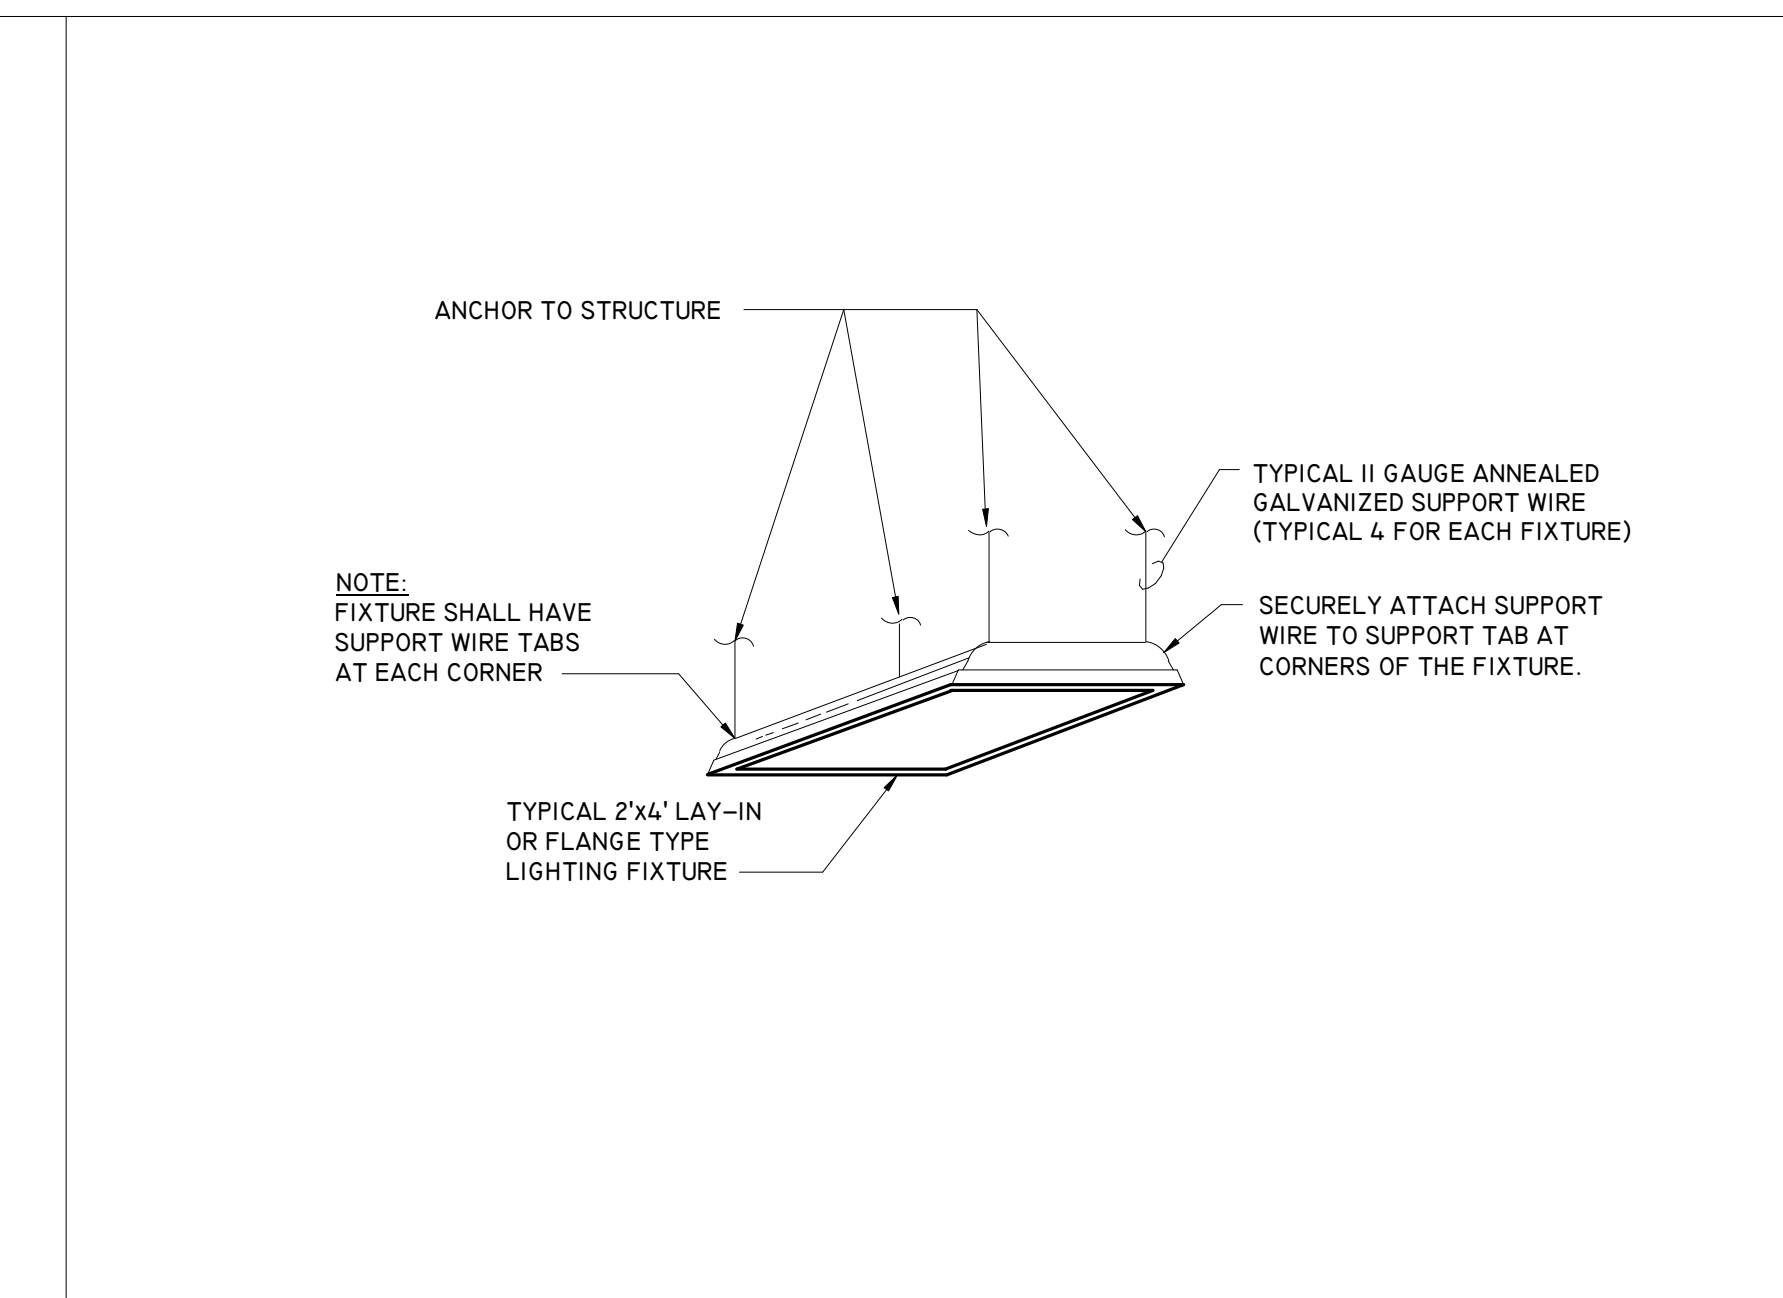 ANCHOR TO STRUCTURE
TYPICAL 11 GAUGE ANNEALED
GALVANIZED SUPPORT WIRE
(TYPICAL 4 FOR EACH FIXTURE)
NOTE:
FIXTURE SHALL HAVE
SUPPORT WIRE TABS
AT EACH CORNER
SECURELY ATTACH SUPPORT
WIRE TO SUPPORT TAB AT
CORNERS OF THE FIXTURE.
TYPICAL 2'x4' LAY-IN
OR FLANGE TYPE
LIGHTING FIXTURE